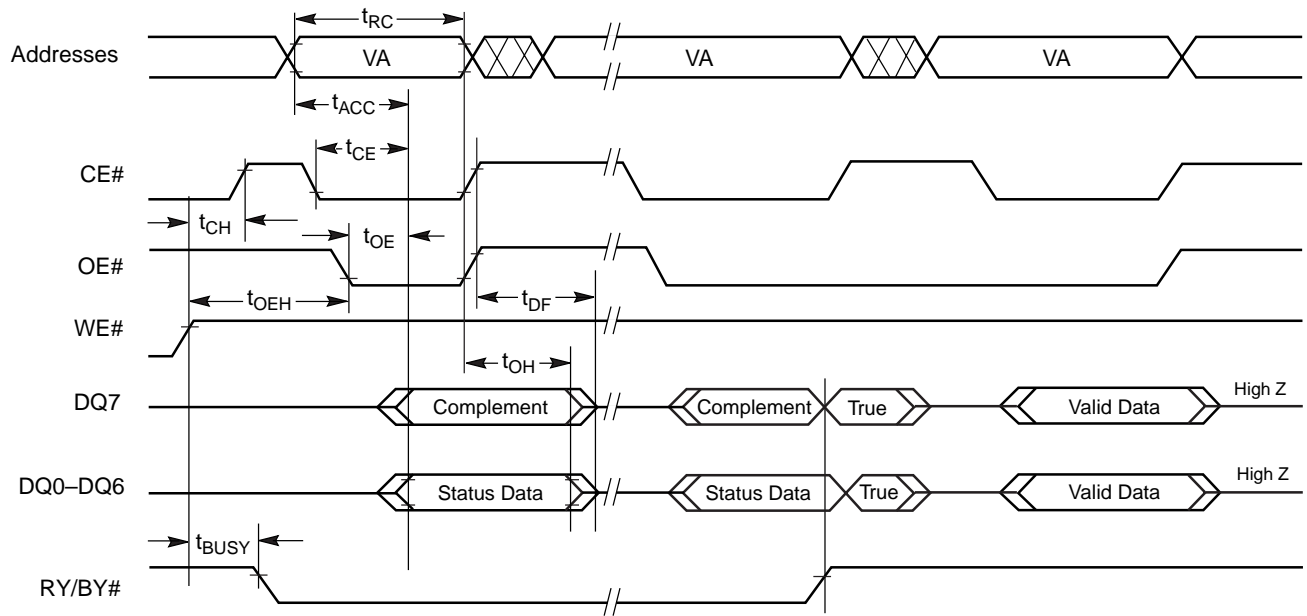 tRC
Addresses VA VA VA
tACC
tCE
CE#
tCH
tOE
OE#
tOEH
tDF
WE#
tOH
DQ7 Complement Complement True Valid Data High Z
DQ0–DQ6 Status Data Status Data True Valid Data High Z
tBUSY
RY/BY#